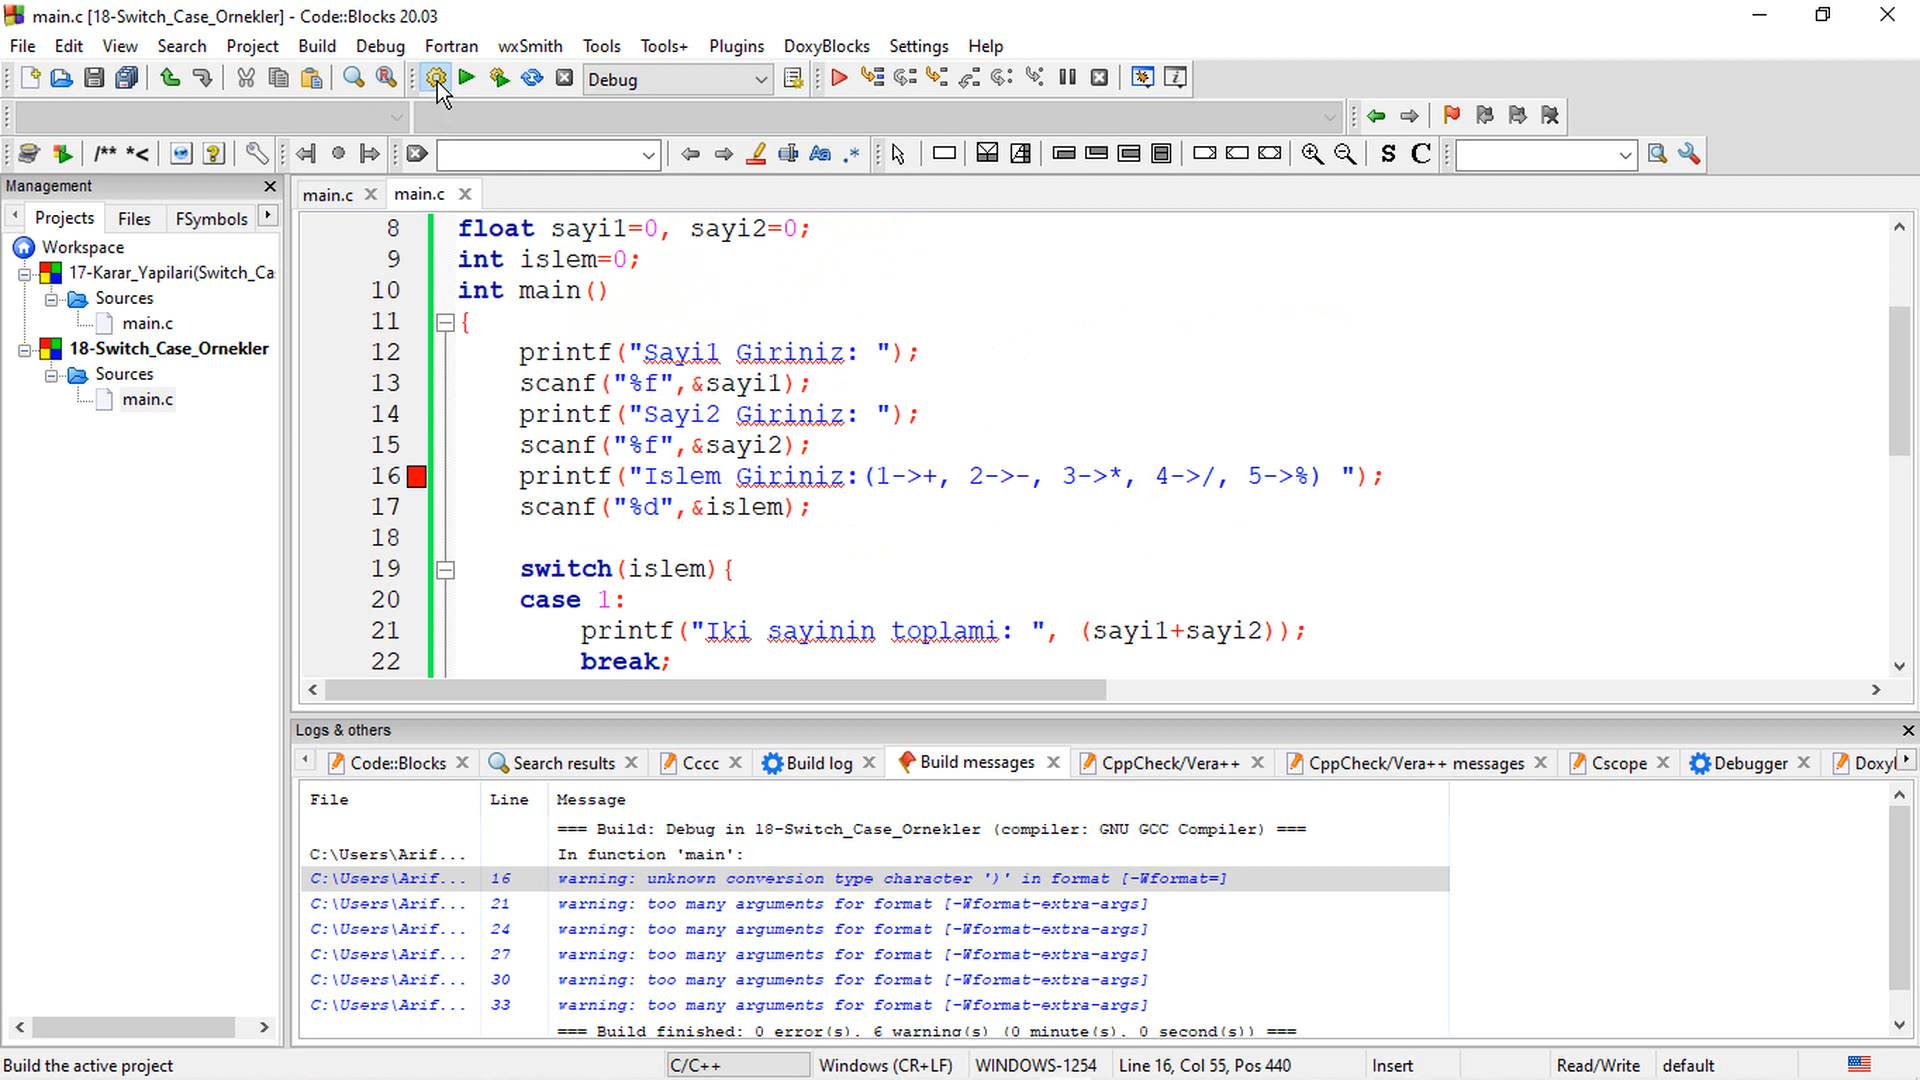 main.c [18-Switch_Case_Ornekler] - Code::Blocks 20.03
File Edit View Search Project Build Debug Fortran wxSmith Tools Tools+ Plugins DoxyBlocks Settings Help
Debug
/** *<
Aa .* S C
Management
Projects Files FSymbols
main.c main.c
Workspace
17-Karar_Yapilari(Switch_Ca
Sources
main.c
18-Switch_Case_Ornekler
Sources
main.c
8 float sayi1=0, sayi2=0;
9 int islem=0;
10 int main()
11 {
12 printf("Sayi1 Giriniz: ");
13 scanf("%f",&sayi1);
14 printf("Sayi2 Giriniz: ");
15 scanf("%f",&sayi2);
16 printf("Islem Giriniz:(1->+, 2->-, 3->*, 4->/, 5->%) ");
17 scanf("%d",&islem);
18
19 switch(islem){
20 case 1:
21 printf("Iki sayinin toplami: ", (sayi1+sayi2));
22 break;
Logs & others
Code::Blocks Search results Cccc Build log Build messages CppCheck/Vera++ CppCheck/Vera++ messages Cscope Debugger Doxyl
File Line Message
=== Build: Debug in 18-Switch_Case_Ornekler (compiler: GNU GCC Compiler) ===
C:\Users\Arif... In function 'main':
C:\Users\Arif... 16 warning: unknown conversion type character ')' in format [-Wformat=]
C:\Users\Arif... 21 warning: too many arguments for format [-Wformat-extra-args]
C:\Users\Arif... 24 warning: too many arguments for format [-Wformat-extra-args]
C:\Users\Arif... 27 warning: too many arguments for format [-Wformat-extra-args]
C:\Users\Arif... 30 warning: too many arguments for format [-Wformat-extra-args]
C:\Users\Arif... 33 warning: too many arguments for format [-Wformat-extra-args]
=== Build finished: 0 error(s), 6 warning(s) (0 minute(s), 0 second(s)) ===
Build the active project C/C++ Windows (CR+LF) WINDOWS-1254 Line 16, Col 55, Pos 440 Insert Read/Write default